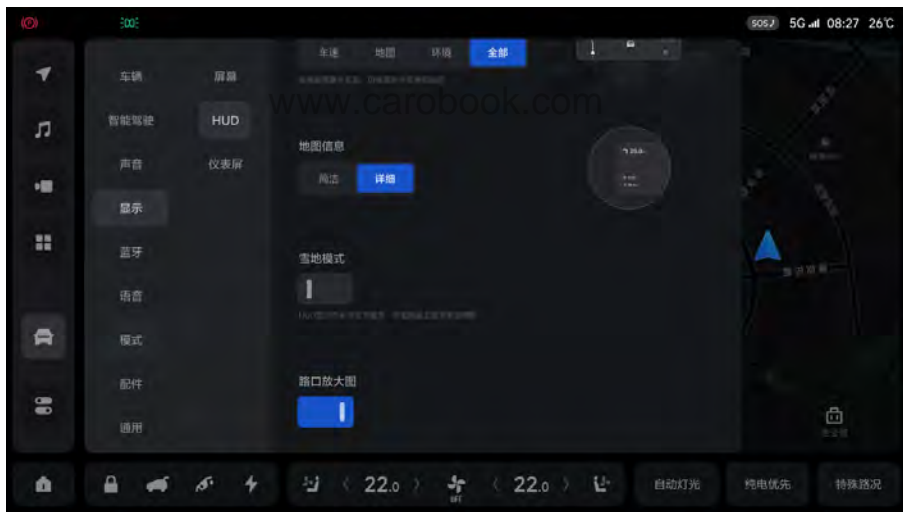 SOS 5G 08:27 26℃
车速 地图 环境 全部
车辆 屏幕
www.carobook.com
智能驾驶 HUD
地图信息
声音 仪表屏
简洁 详细
显示
蓝牙
雪地模式
语音
模式
配件
路口放大图
通用
22.0 OFF 22.0 自动灯光 纯电优先 特殊路况